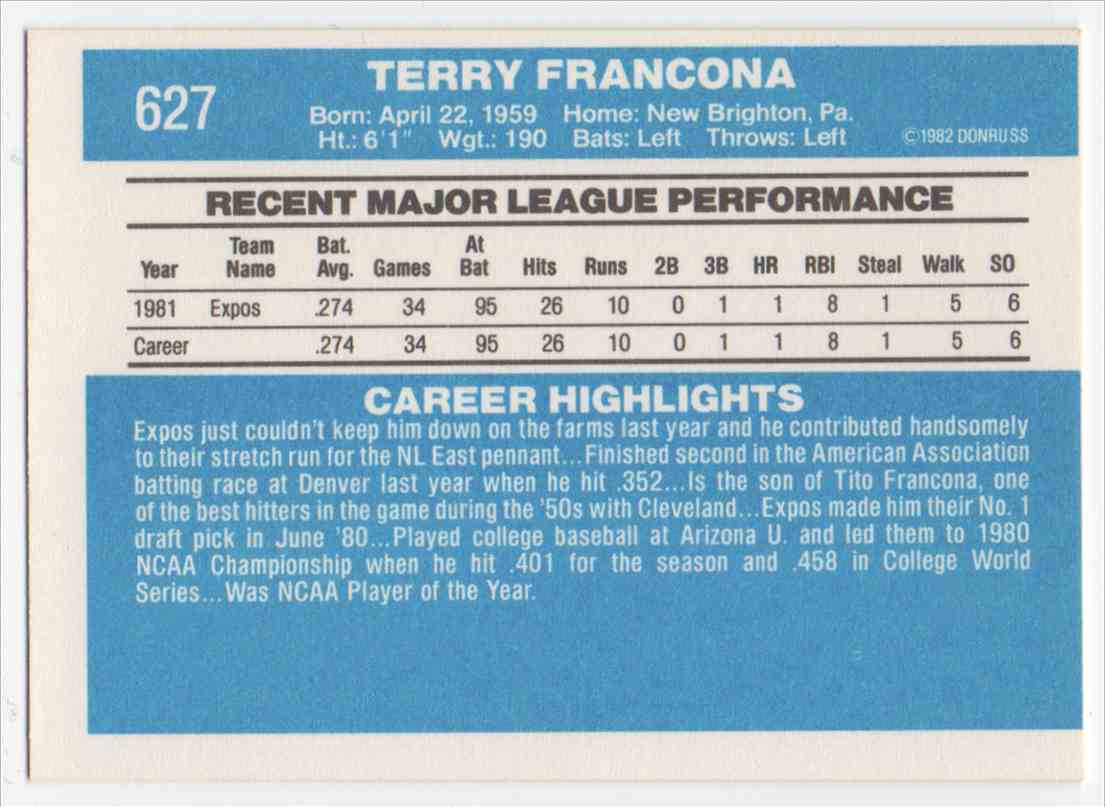 TERRY FRANCONA
627
Born: April 22, 1959 Home: New Brighton, Pa.
Ht.: 6'1" Wgt.: 190 Bats: Left Throws: Left
©1982 DONRUSS
RECENT MAJOR LEAGUE PERFORMANCE
Year Team Name Bat. Avg. Games At Bat Hits Runs 2B 3B HR RBI Steal Walk SO
1981 Expos .274 34 95 26 10 0 1 1 8 1 5 6
Career .274 34 95 26 10 0 1 1 8 1 5 6
CAREER HIGHLIGHTS
Expos just couldn't keep him down on the farms last year and he contributed handsomely
to their stretch run for the NL East pennant...Finished second in the American Association
batting race at Denver last year when he hit .352...Is the son of Tito Francona, one
of the best hitters in the game during the '50s with Cleveland...Expos made him their No. 1
draft pick in June '80...Played college baseball at Arizona U. and led them to 1980
NCAA Championship when he hit .401 for the season and .458 in College World
Series...Was NCAA Player of the Year.